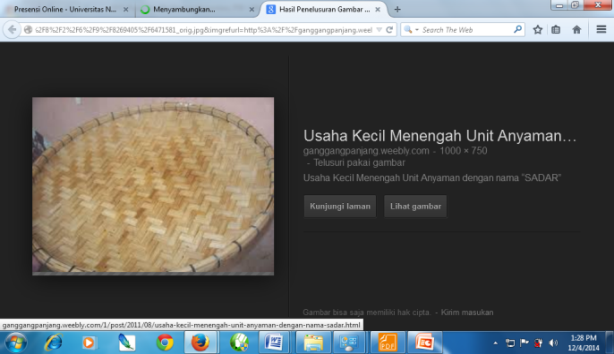 Presensi Online - Universitas N...
Menyambungkan...
Hasil Penelusuran Gambar ...
i%2F8%2F2%2F6%2F9%2F8269405%2F6471381_orig.jpg&imgrefurl=http%3A%2F%2Fganggangpanjang.weel
Search The Web
Usaha Kecil Menengah Unit Anyaman...
ganggangpanjang.weebly.com - 1000 × 750
- Telusuri pakai gambar
Usaha Kecil Menengah Unit Anyaman dengan nama "SADAR"
Kunjungi laman
Lihat gambar
Gambar bisa saja memiliki hak cipta. - Kirim masukan
ganggangpanjang.weebly.com/1/post/2011/08/usaha-kecil-menengah-unit-anyaman-dengan-nama-sadar.html
1:28 PM
12/4/2014